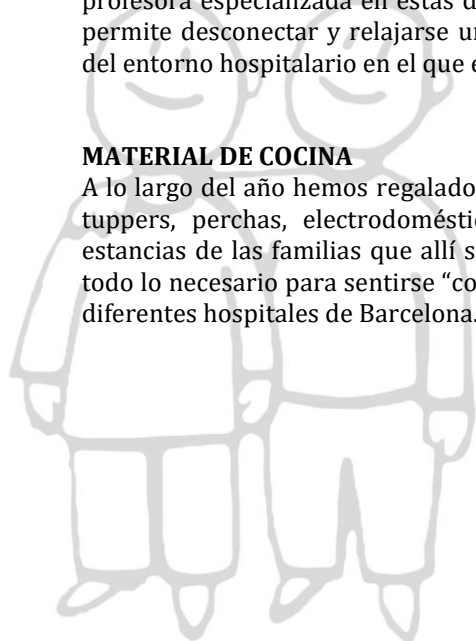 profesora especializada en estas d
permite desconectar y relajarse
del entorno hospitalario en el que
MATERIAL DE COCINA
A lo largo del año hemos regalado
tuppers, perchas,
estancias de las familias que allí
todo lo necesario para sentirse
diferentes hospitales de Barcelona.